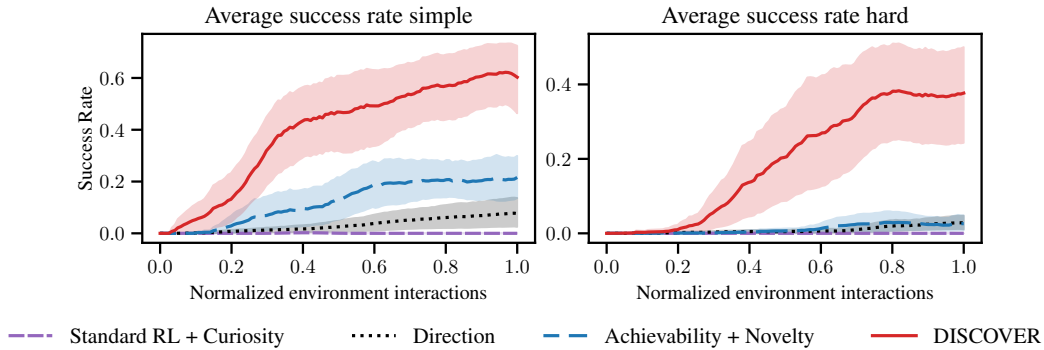 Average success rate simple
Average success rate hard
Success Rate
0.6
0.4
0.2
0.0
0.4
0.2
0.0
0.0 0.2 0.4 0.6 0.8 1.0
0.0 0.2 0.4 0.6 0.8 1.0
Normalized environment interactions
Normalized environment interactions
Standard RL + Curiosity Direction Achievability + Novelty DISCOVER